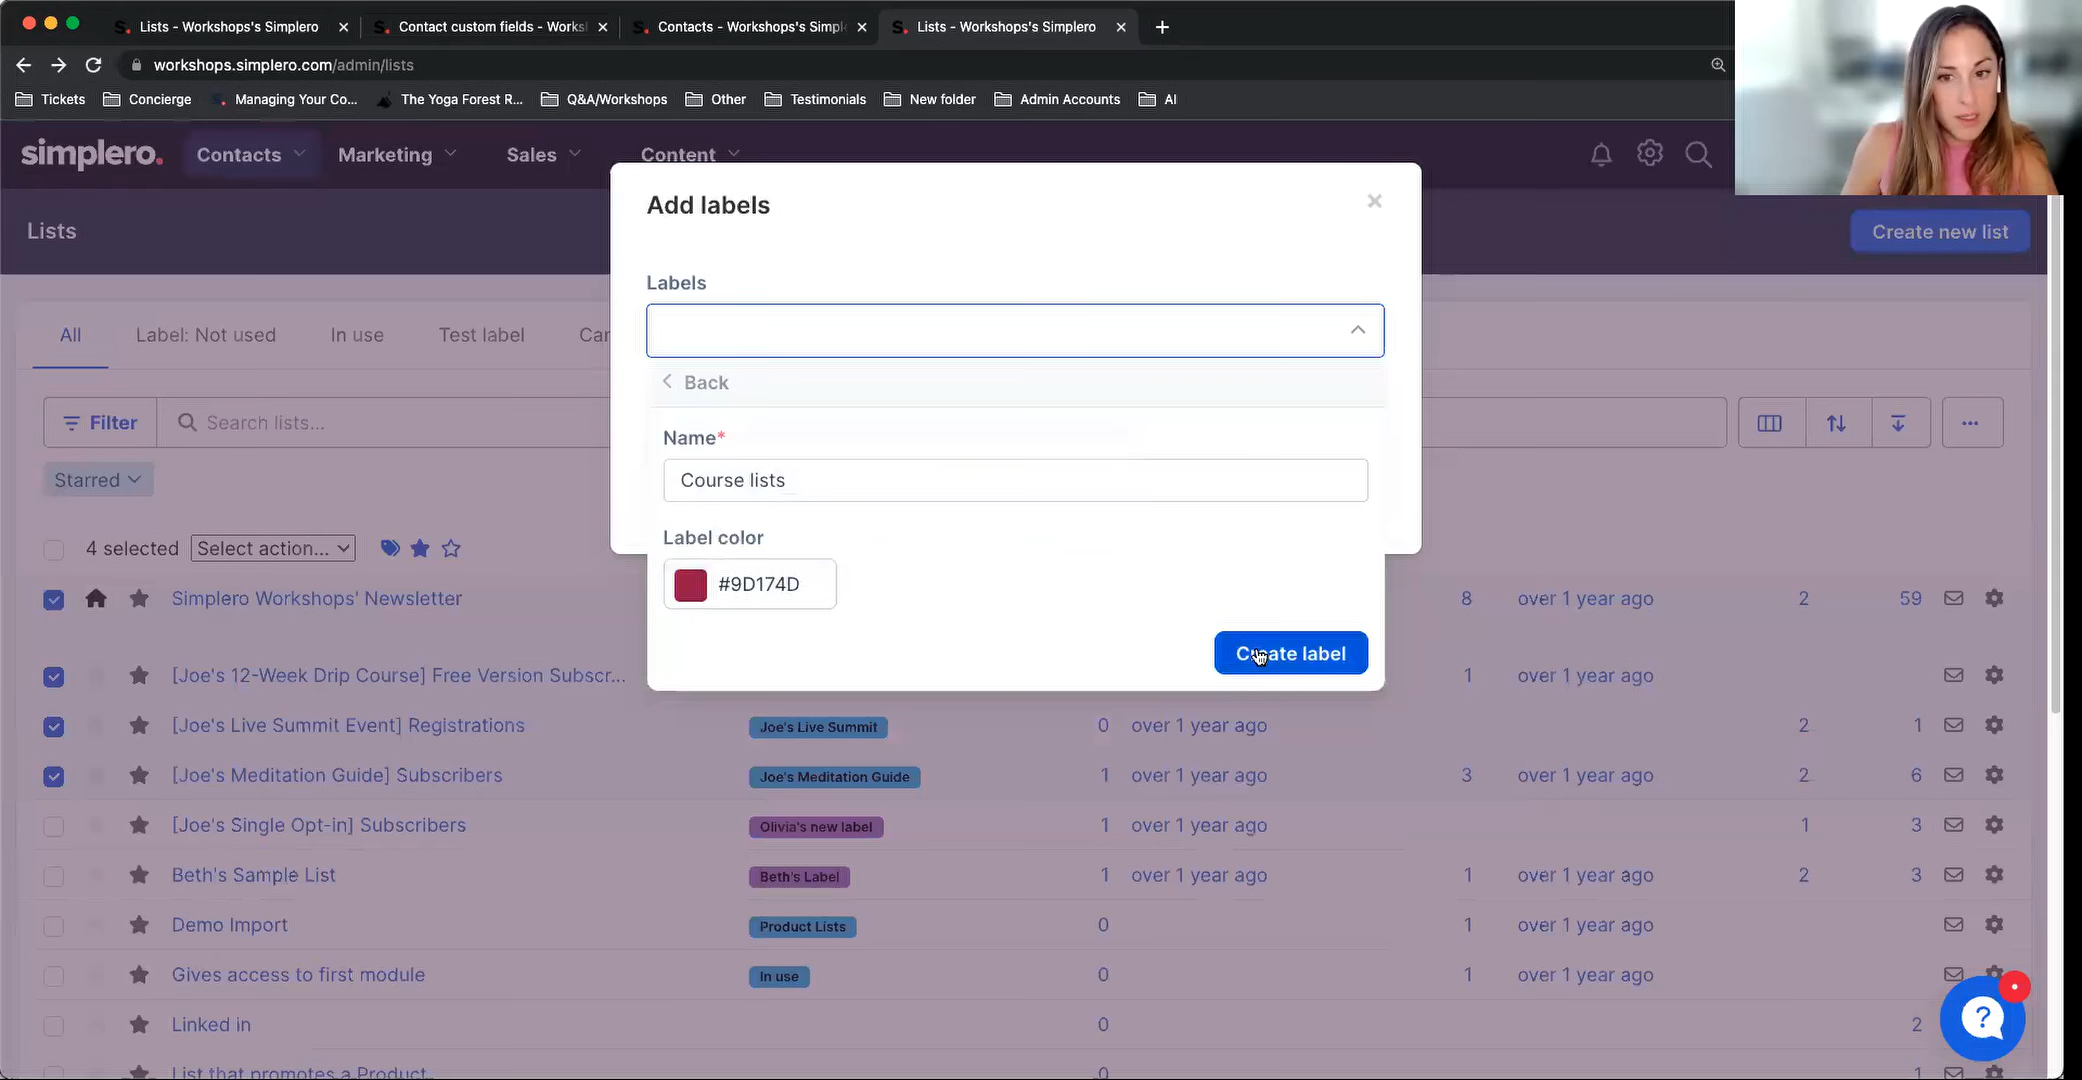 Lists - Workshops's Simplero
Contact custom fields - Works
Contacts - Workshops's Simpl
Lists - Workshops's Simplero
workshops.simplero.com/admin/lists
Tickets
Concierge
Managing Your Co...
The Yoga Forest R...
Q&A/Workshops
Other
Testimonials
New folder
Admin Accounts
AI
simplero.
Contacts
Marketing
Sales
Content
Lists
Create new list
Add labels
Labels
Back
Name*
Course lists
Label color
#9D174D
Create label
All
Label: Not used
In use
Test label
Car
Filter
Search lists...
Starred
4 selected
Select action...
Simplero Workshops' Newsletter 8 over 1 year ago 2 59
[Joe's 12-Week Drip Course] Free Version Subscr... 1 over 1 year ago
[Joe's Live Summit Event] Registrations Joe's Live Summit 0 over 1 year ago 2 1
[Joe's Meditation Guide] Subscribers Joe's Meditation Guide 1 over 1 year ago 3 over 1 year ago 2 6
[Joe's Single Opt-in] Subscribers Olivia's new label 1 over 1 year ago 1 3
Beth's Sample List Beth's Label 1 over 1 year ago 1 over 1 year ago 2 3
Demo Import Product Lists 0 1 over 1 year ago
Gives access to first module In use 0 1 over 1 year ago
Linked in 0 2
List that promotes a Product 0 1